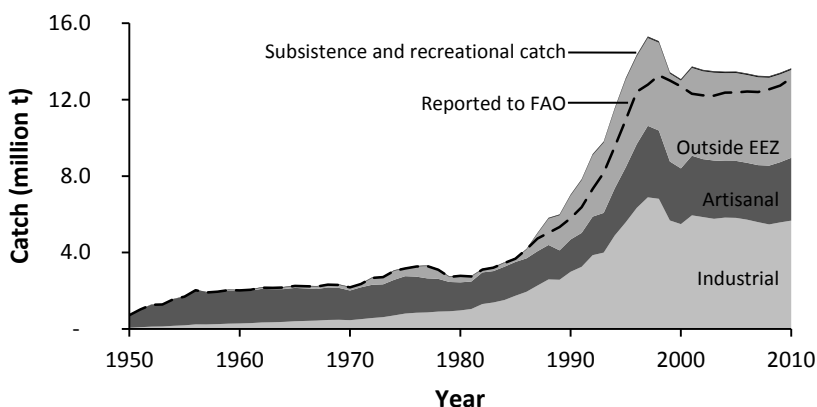 16.0
Subsistence and recreational catch
12.0
Reported to FAO
Outside EEZ
8.0
Artisanal
4.0
Industrial
-
1950 1960 1970 1980 1990 2000 2010
Catch (million t)
Year